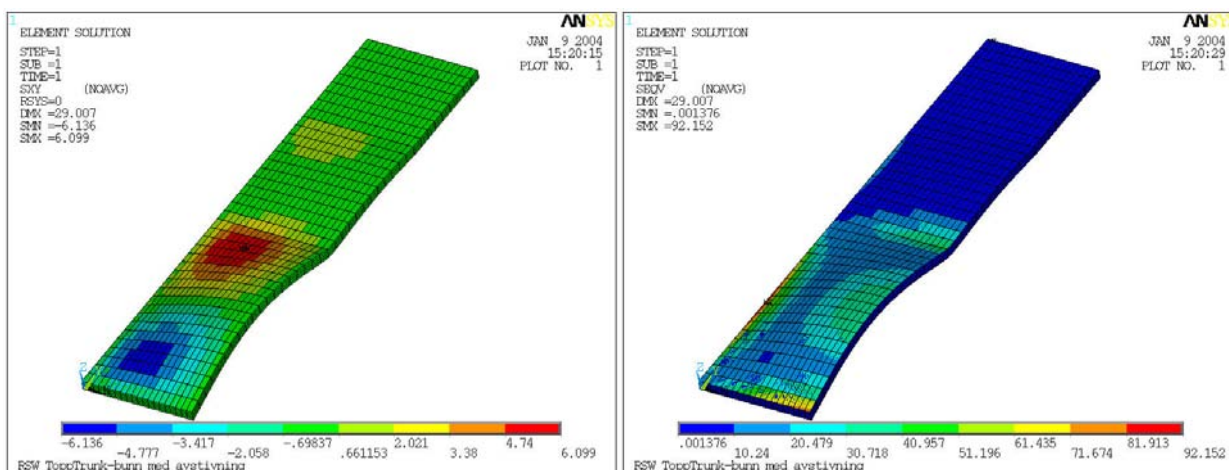 1
ANSYS
ELEMENT SOLUTION
JAN 9 2004
15:20:15
PLOT NO. 1
STEP=1
SUB =1
TIME=1
SXY (NOAVG)
RSYS=0
DMX =29.007
SMN =-6.136
SMX =6.099
Z
Y
-6.136 -3.417 -.69837 2.021 4.74
-4.777 -2.058 .661153 3.38 6.099
RSW ToppTrunk-bunn med avstivning
1
ANSYS
ELEMENT SOLUTION
JAN 9 2004
15:20:29
PLOT NO. 1
STEP=1
SUB =1
TIME=1
SEQV (NOAVG)
DMX =29.007
SMN =.001376
SMX =92.152
Z
Y
.001376 20.479 40.957 61.435 81.913
10.24 30.718 51.196 71.674 92.152
RSW ToppTrunk-bunn med avstivning